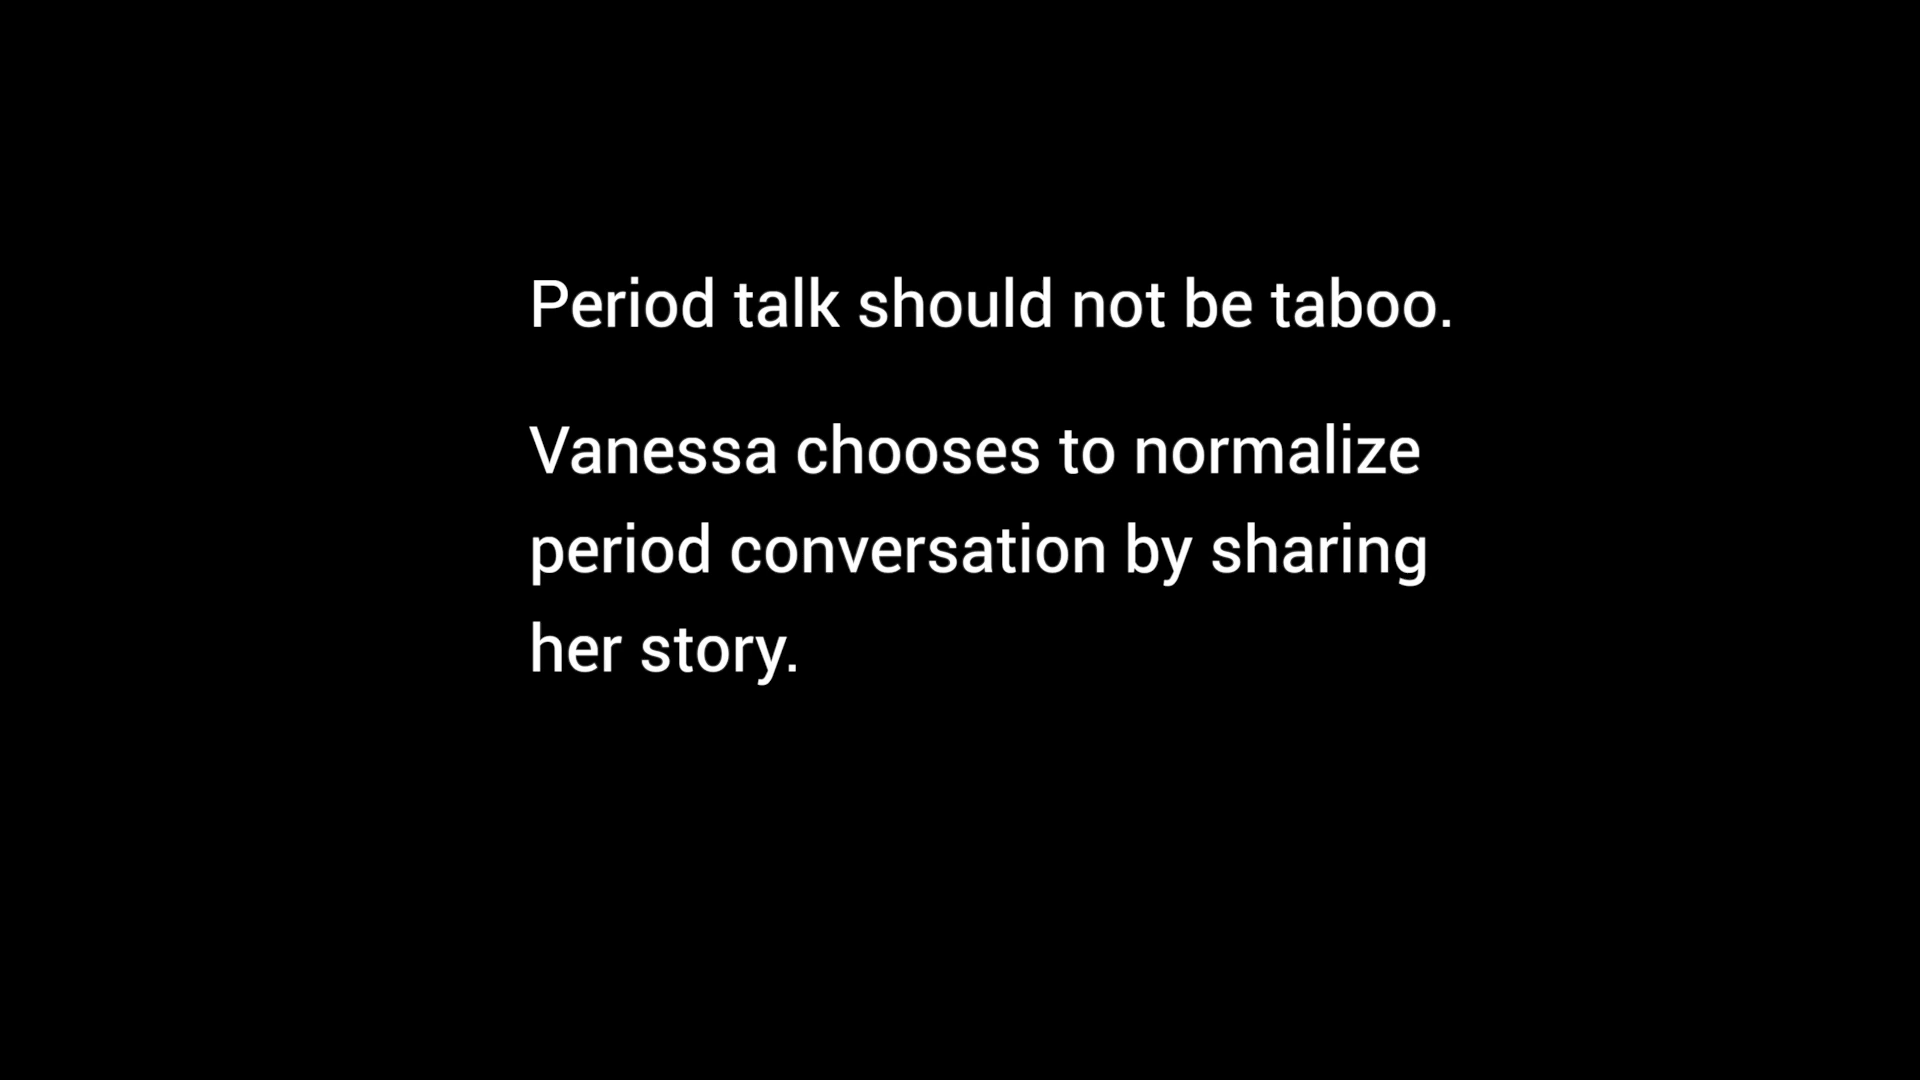 Period talk should not be taboo.
Vanessa chooses to normalize
period conversation by sharing
her story.